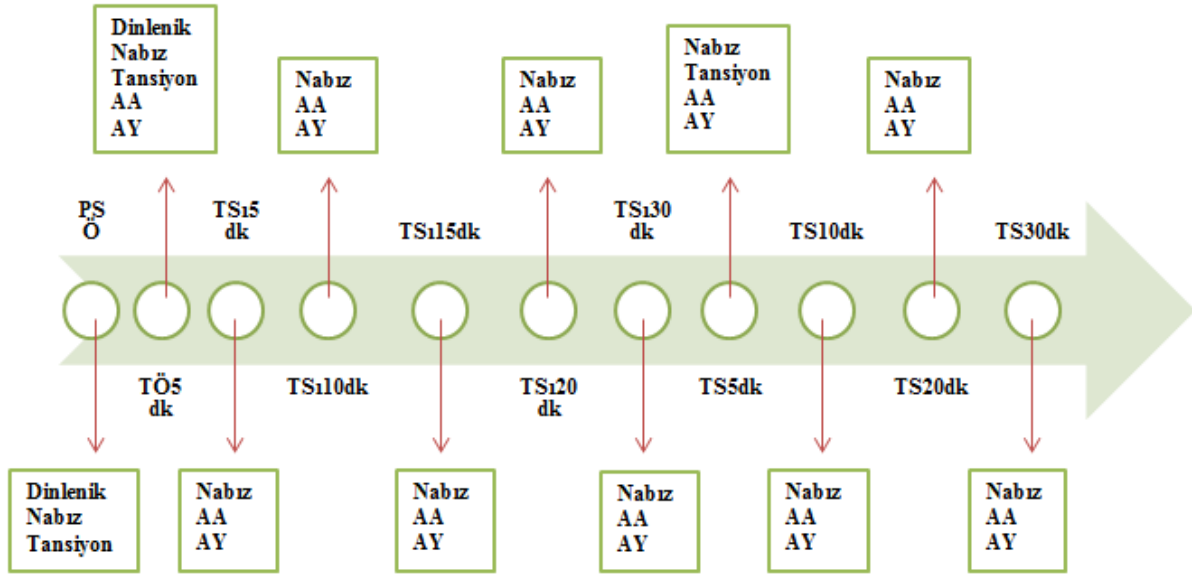 Dinlenik
Nabız
Tansiyon
AA
AY
Nabız
AA
AY
Nabız
AA
AY
Nabız
Tansiyon
AA
AY
Nabız
AA
AY
PS
Ö
TSı5
dk
TSı15dk
TSı30
dk
TS10dk
TS30dk
TÖ5
dk
TSı10dk
TSı20
dk
TS5dk
TS20dk
Dinlenik
Nabız
Tansiyon
Nabız
AA
AY
Nabız
AA
AY
Nabız
AA
AY
Nabız
AA
AY
Nabız
AA
AY